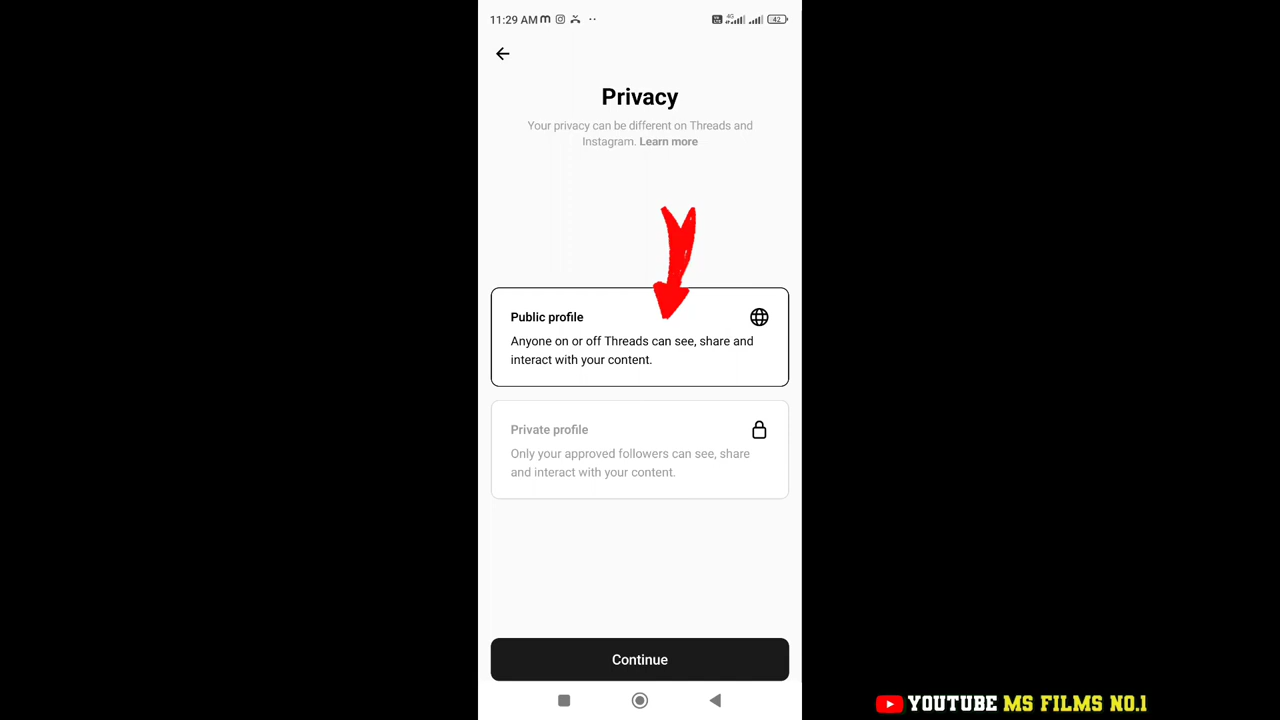 11:29 AM
4G
42
Privacy
Your privacy can be different on Threads and
Instagram. Learn more
Public profile
Anyone on or off Threads can see, share and
interact with your content.
Private profile
Only your approved followers can see, share
and interact with your content.
Continue
YOUTUBE MS FILMS NO.1